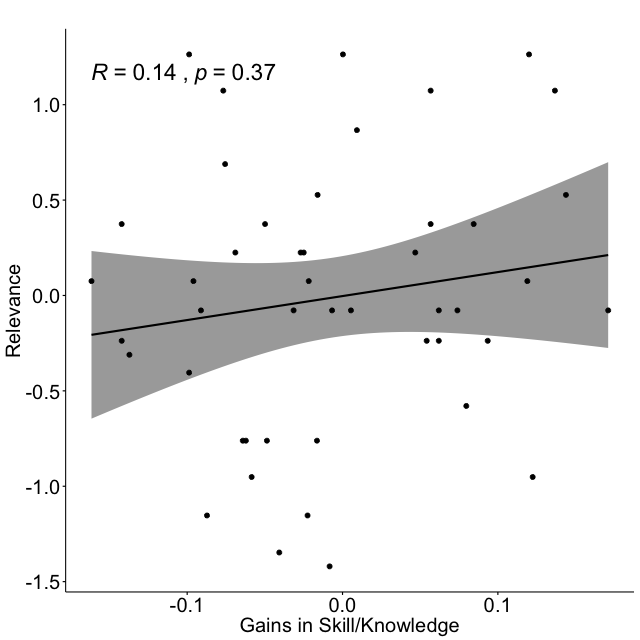 R = 0.14 , p = 0.37
1.0
0.5
0.0
-0.5
-1.0
-1.5
Relevance
-0.1 0.0 0.1
Gains in Skill/Knowledge